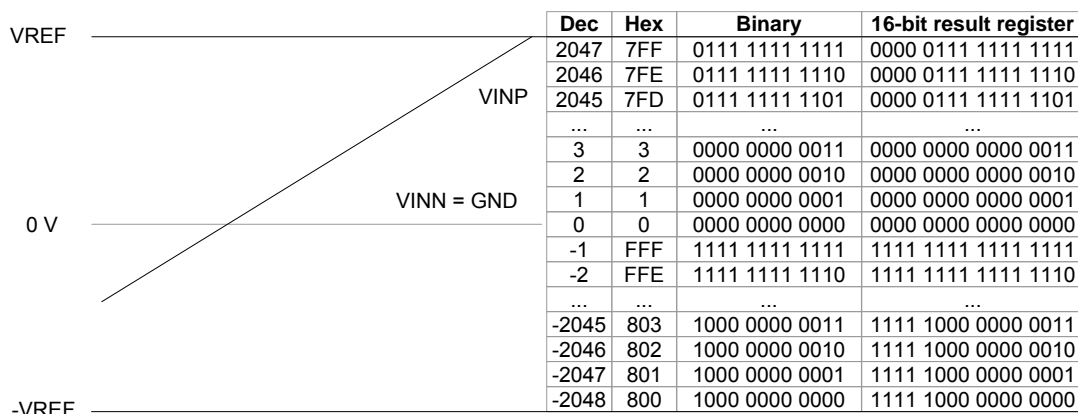 Dec Hex Binary 16-bit result register
VREF
2047 7FF 0111 1111 1111 0000 0111 1111 1111
2046 7FE 0111 1111 1110 0000 0111 1111 1110
VINP
2045 7FD 0111 1111 1101 0000 0111 1111 1101
... ... ... ...
3 3 0000 0000 0011 0000 0000 0000 0011
2 2 0000 0000 0010 0000 0000 0000 0010
VINN = GND
1 1 0000 0000 0001 0000 0000 0000 0001
0 V
0 0 0000 0000 0000 0000 0000 0000 0000
-1 FFF 1111 1111 1111 1111 1111 1111 1111
-2 FFE 1111 1111 1110 1111 1111 1111 1110
... ... ... ...
-2045 803 1000 0000 0011 1111 1000 0000 0011
-2046 802 1000 0000 0010 1111 1000 0000 0010
-2047 801 1000 0000 0001 1111 1000 0000 0001
-2048 800 1000 0000 0000 1111 1000 0000 0000
-VREF